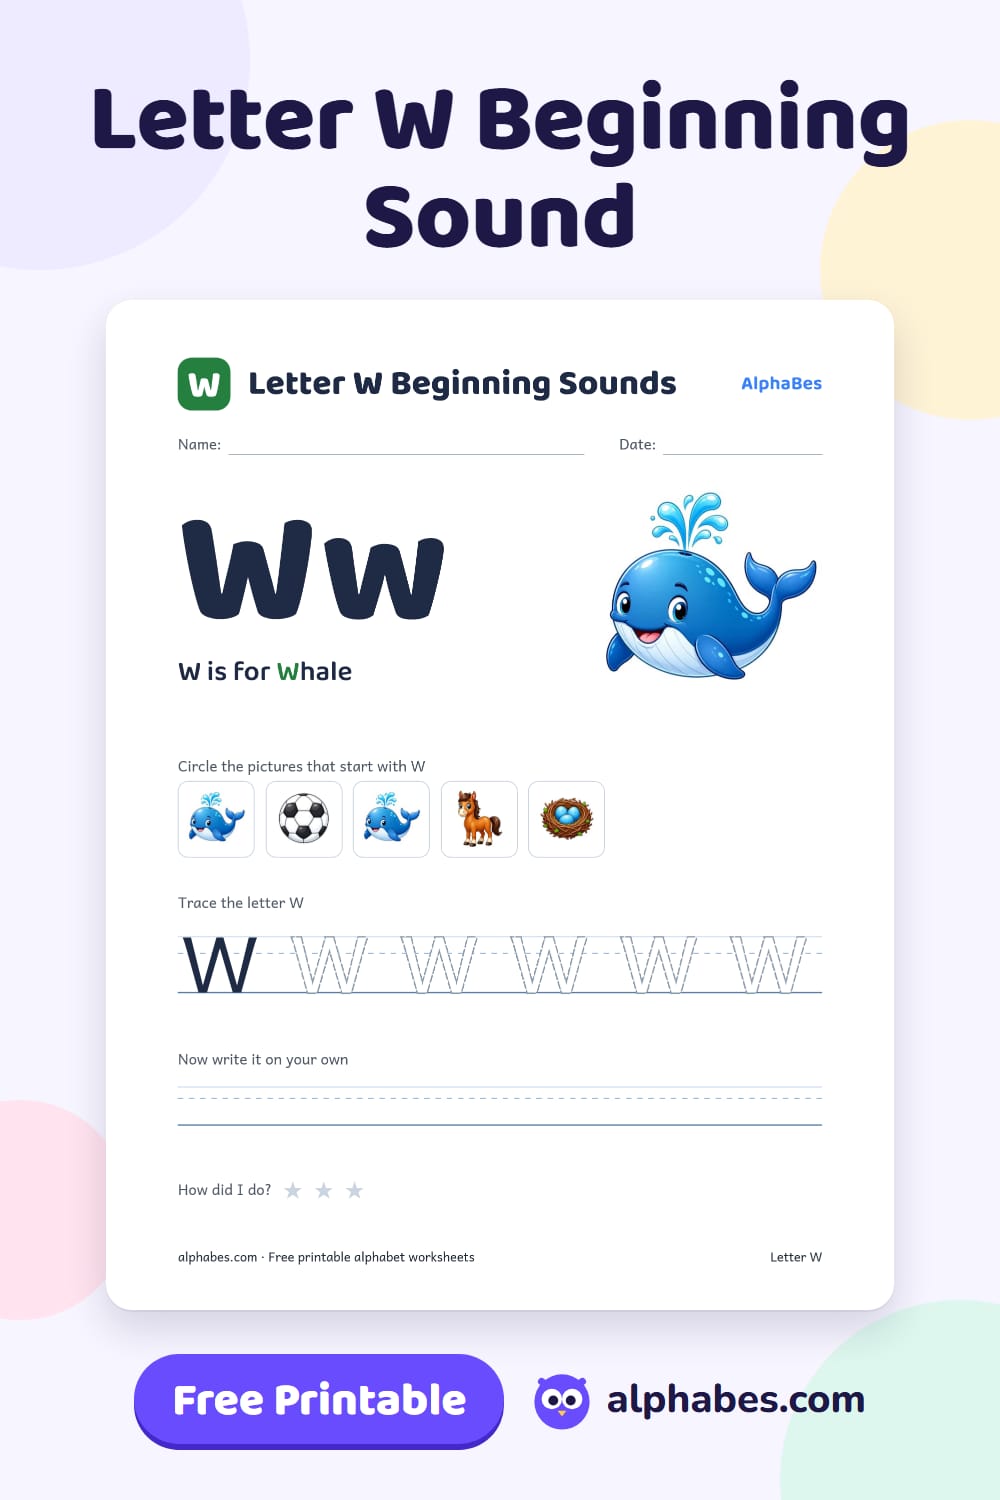 Letter W Beginning
Sound
W Letter W Beginning Sounds AlphaBes
Name: Date:
Ww
W is for Whale
Circle the pictures that start with W
Trace the letter W
W W W W W W
Now write it on your own
How did I do?
alphabes.com · Free printable alphabet worksheets Letter W
Free Printable alphabes.com